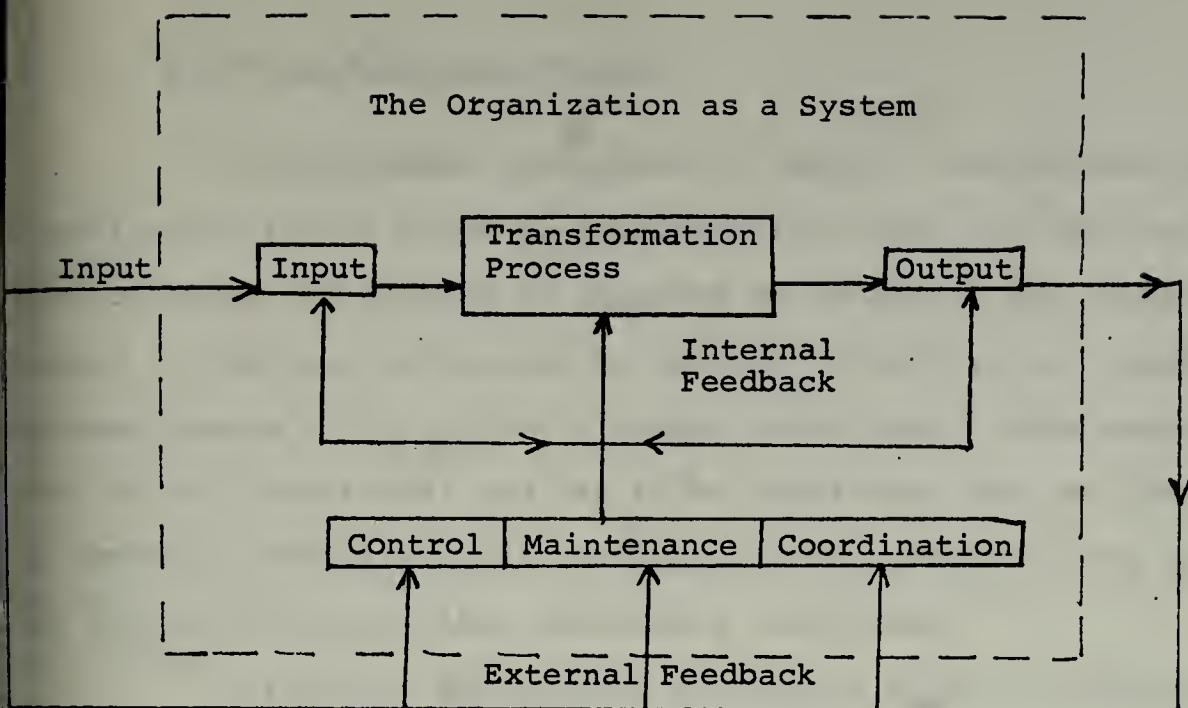 The Organization as a System
Input
Input
Transformation
Process
Output
Internal
Feedback
Control
Maintenance
Coordination
External Feedback